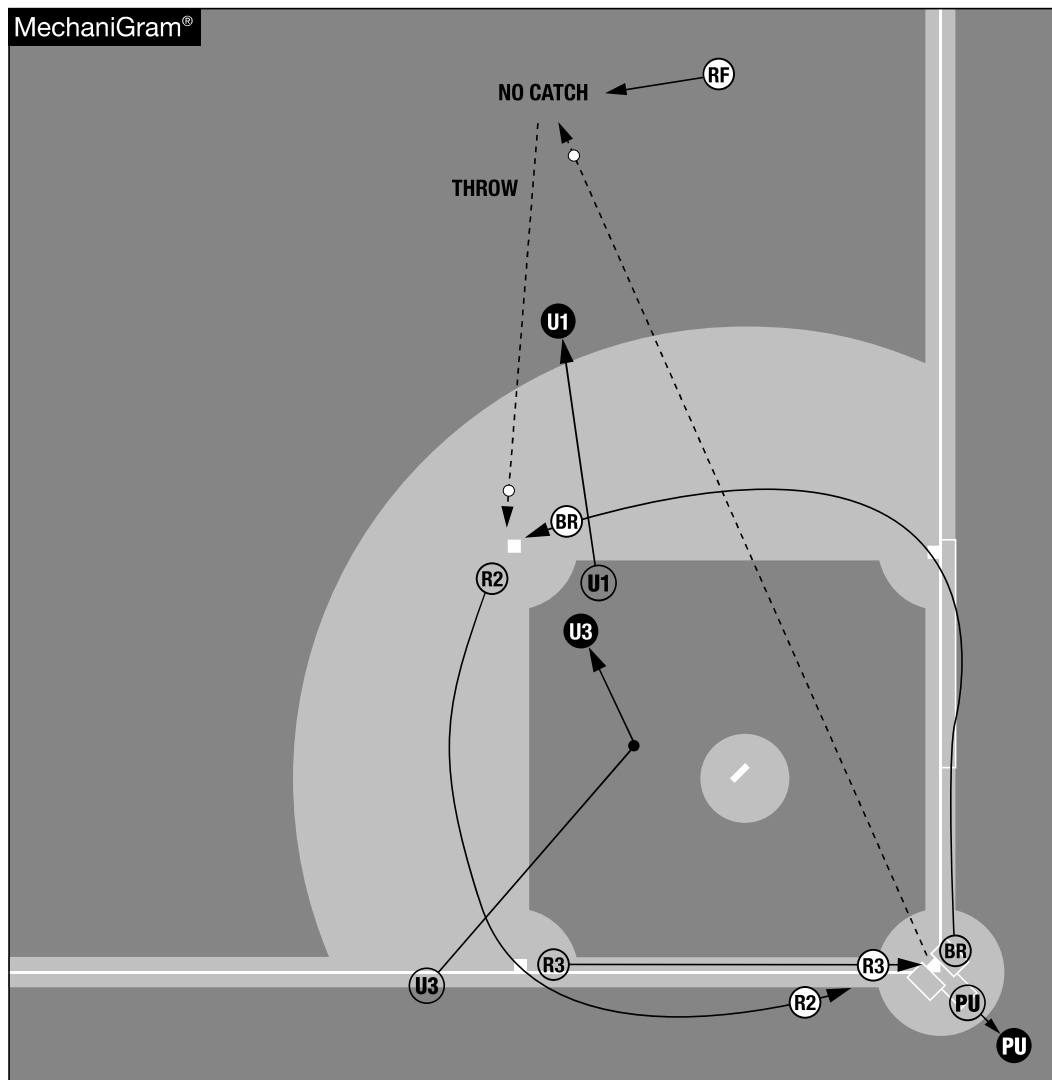 MechaniGram®
RF
NO CATCH
THROW
U1
BR
R2
U1
U3
BR
R3
R3
U3
R2
PU
PU